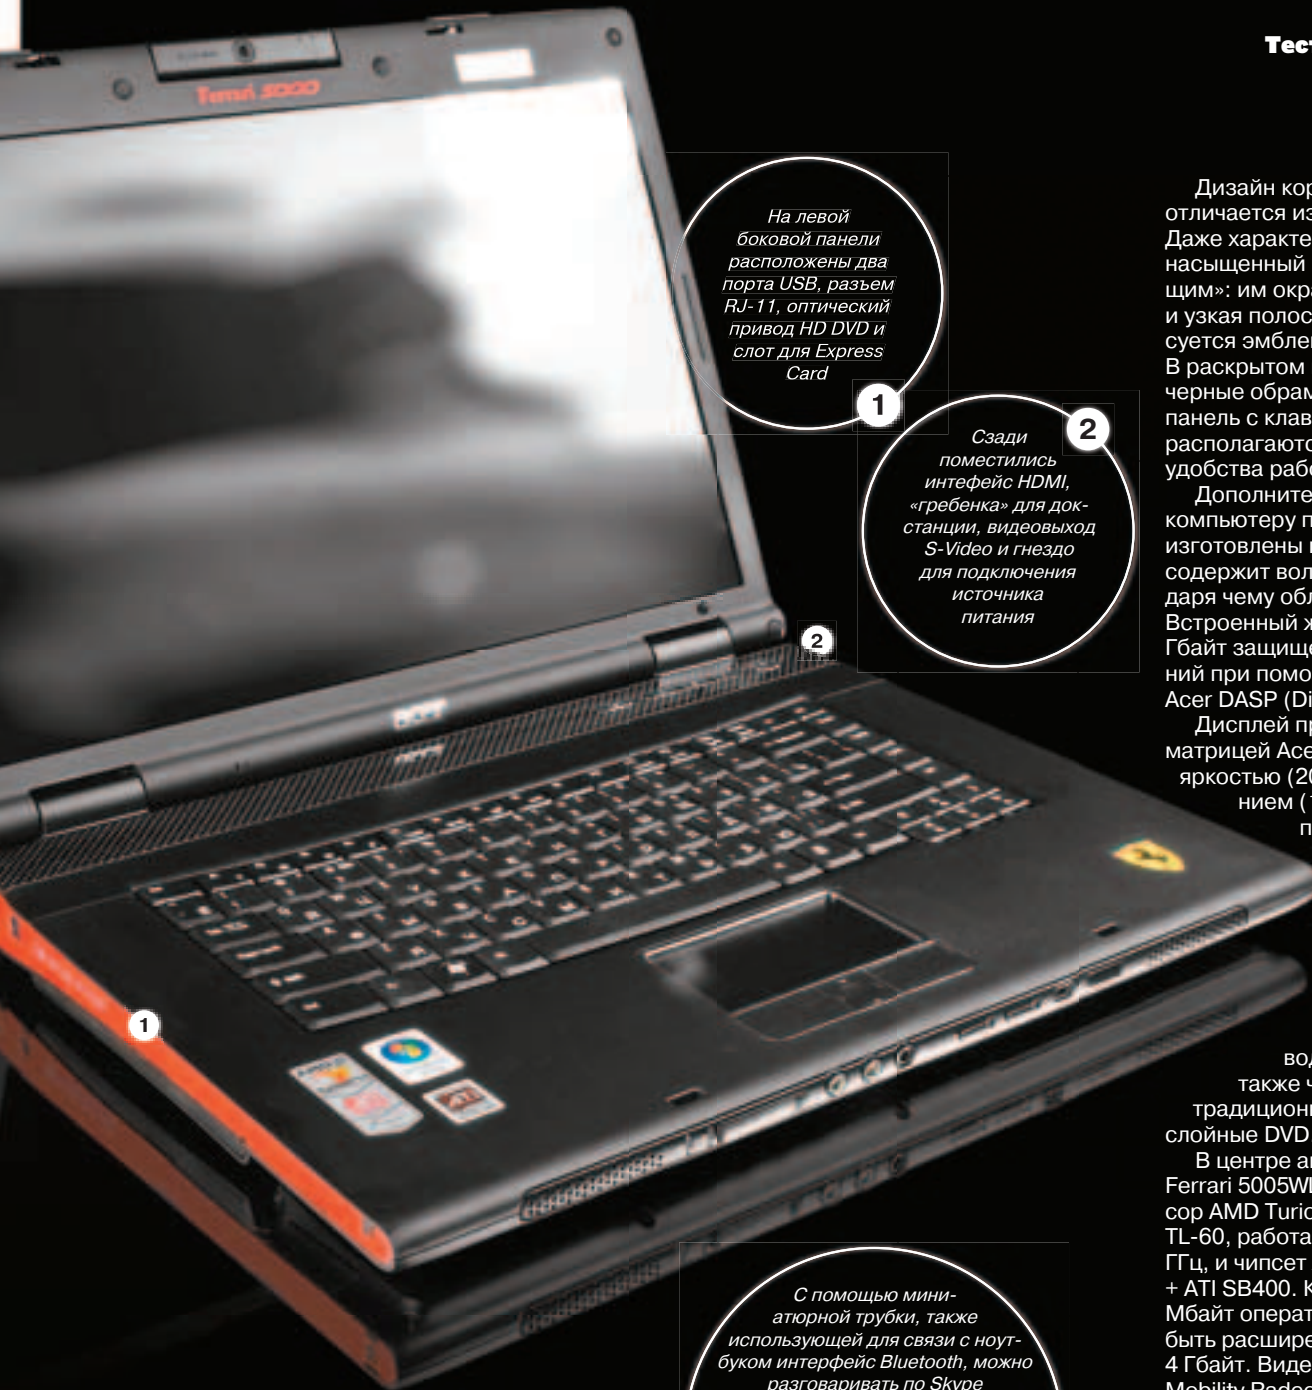 Тест
Ferrari 5000
На левой
боковой панели
расположены два
порта USB, разъем
RJ-11, оптический
привод HD DVD и
слот для Express
Card
1
2
Сзади
поместились
интефейс HDMI,
«гребенка» для док-
станции, видеовыход
S-Video и гнездо
для подключения
источника
питания
2
1
С помощью мини-
атюрной трубки, также
использующей для связи с ноут-
буком интерфейс Bluetooth, можно
разговаривать по Skype
Дизайн кор
отличается из
Даже характе
насыщенный
щим»: им окра
и узкая полос
суется эмбле
В раскрытом
черные обрам
панель с клав
располагаютс
удобства рабо
Дополните
компьютеру п
изготовлены
содержит вол
даря чему обл
Встроенный ж
Гбайт защище
ний при помо
Acer DASP (Di
Дисплей пр
матрицей Ace
яркостью (20
нием (1
п
вод
также ч
традицион
слойные DVD
В центре а
Ferrari 5005WL
сор AMD Turio
TL-60, работа
ГГц, и чипсет
+ ATI SB400. К
Мбайт операт
быть расшире
4 Гбайт. Виде
Mobility Radeo